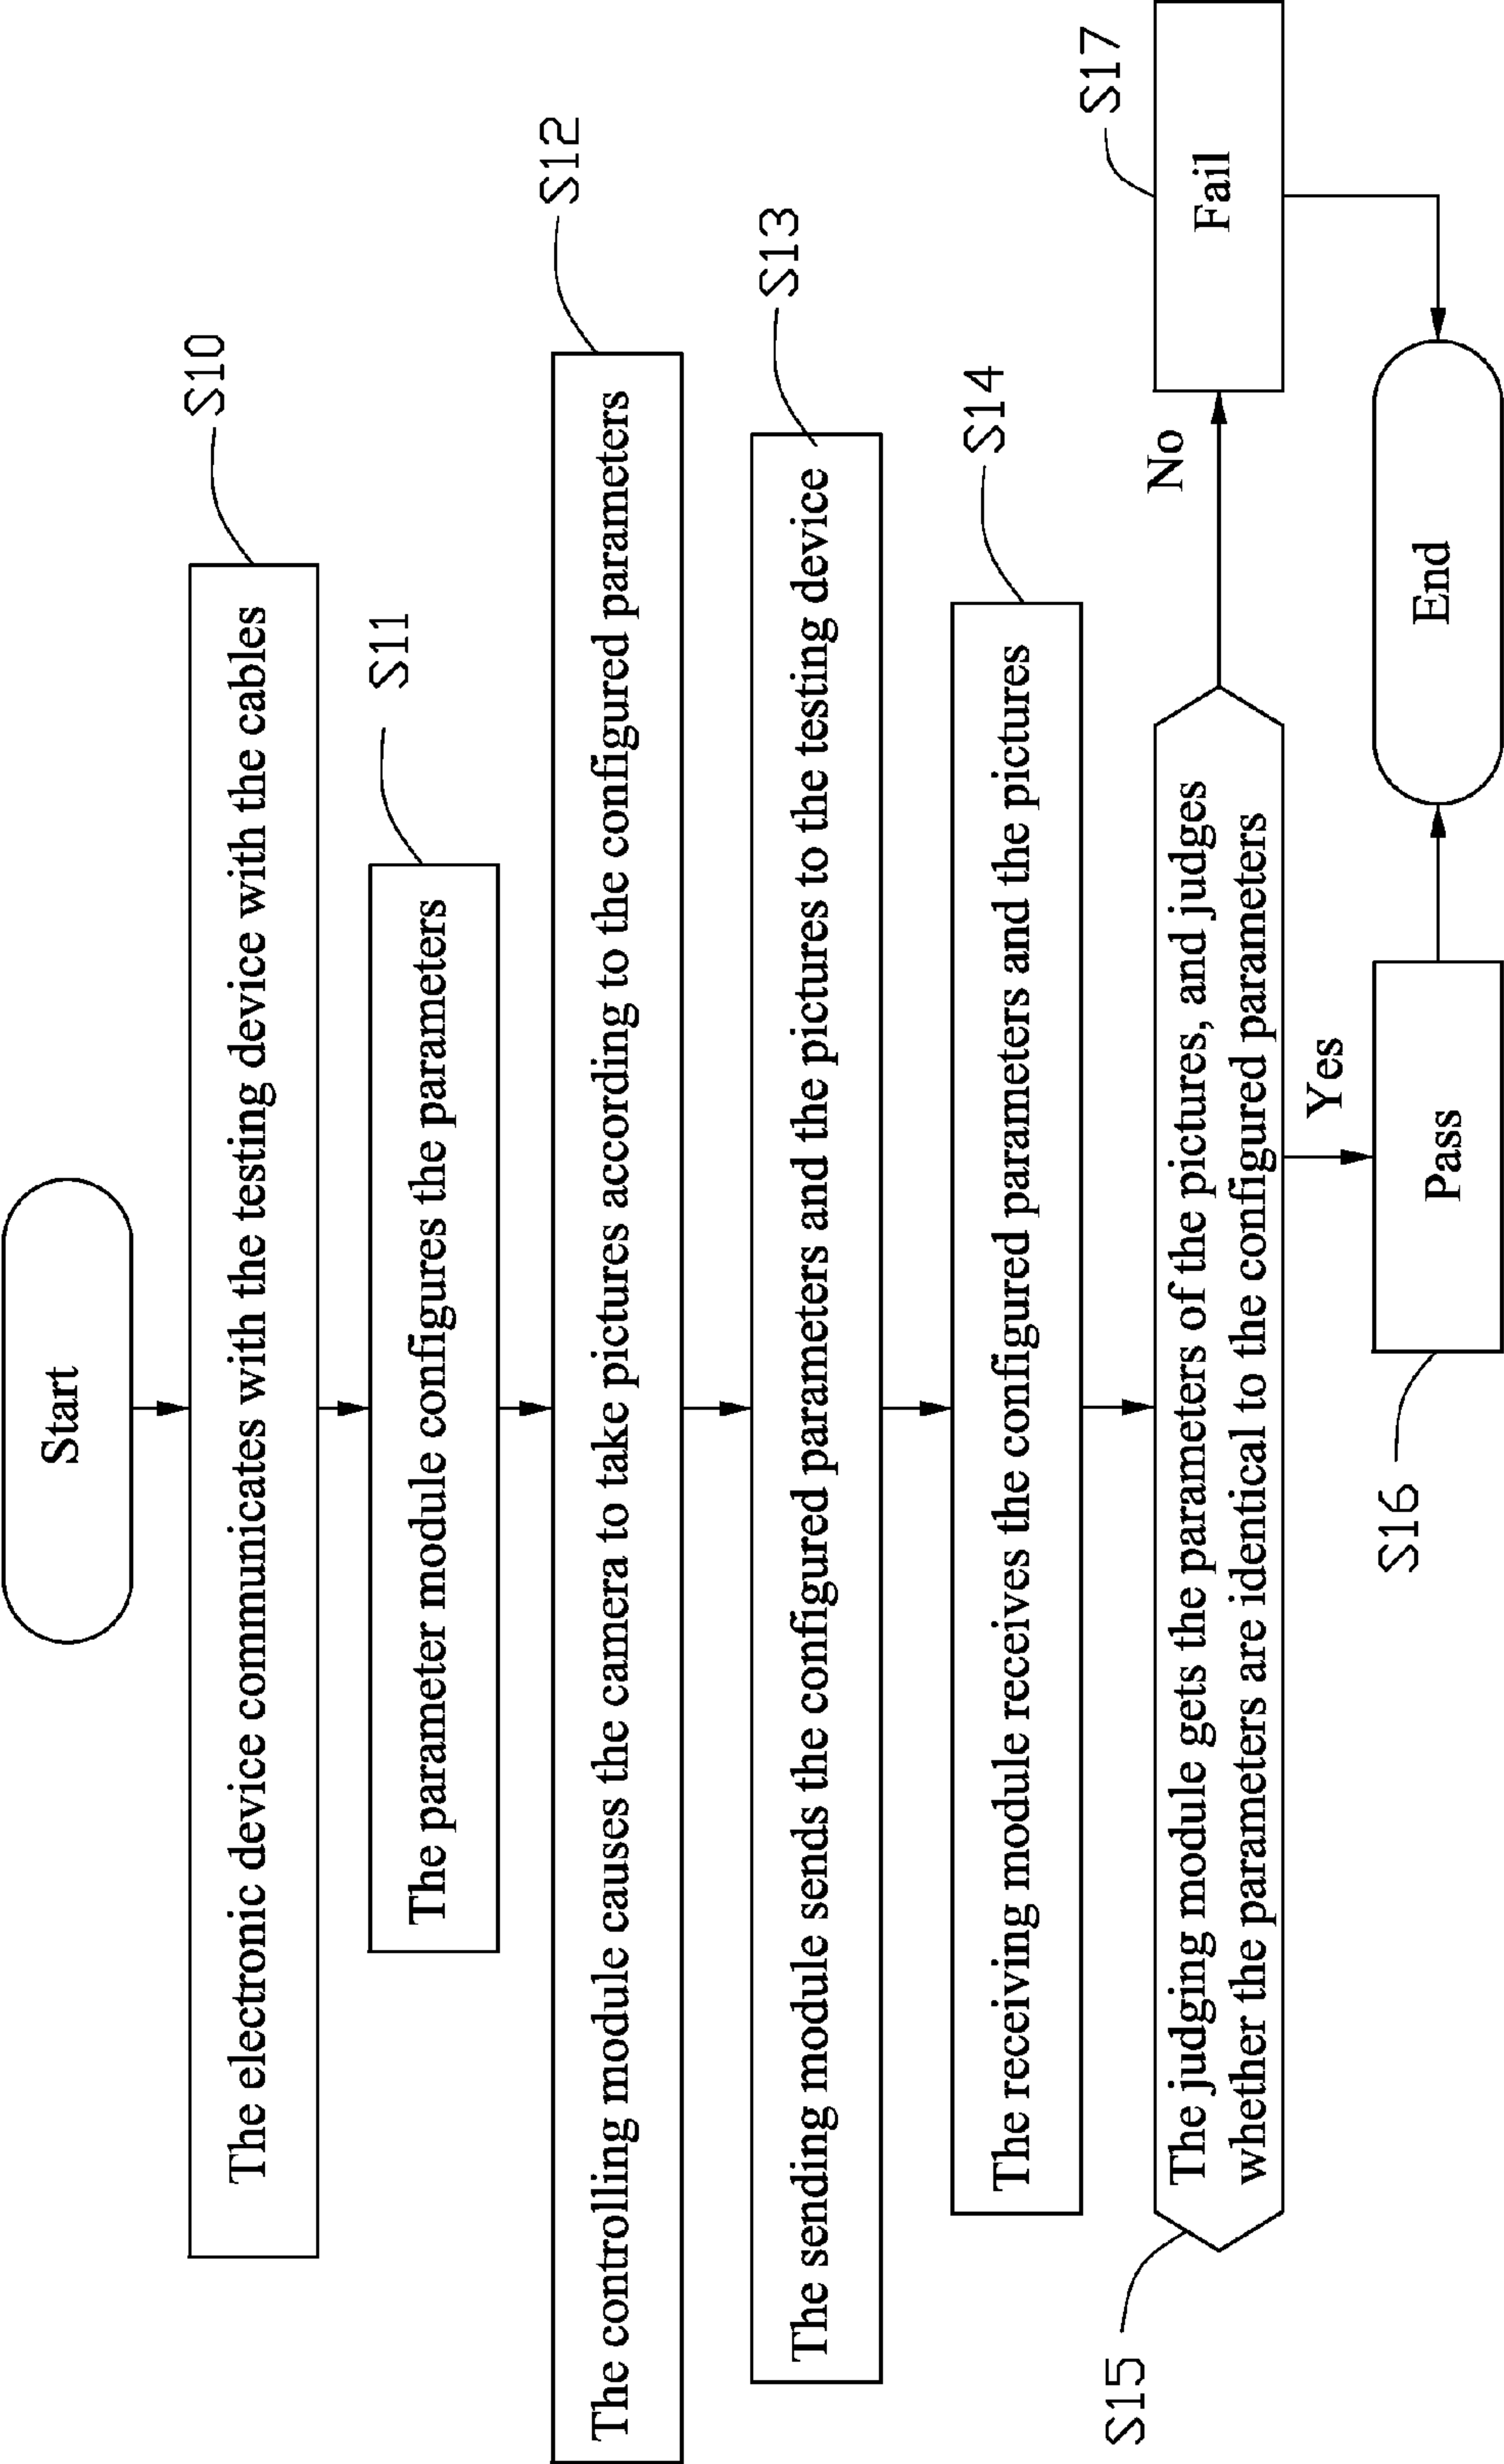 Start
S10
The electronic device communicates with the testing device with the cables
S11
The parameter module configures the parameters
S12
The controlling module causes the camera to take pictures according to the configured parameters
S13
The sending module sends the configured parameters and the pictures to the testing device
S14
The receiving module receives the configured parameters and the pictures
S15
The judging module gets the parameters of the pictures, and judges
whether the parameters are identical to the configured parameters
No
S17
Fail
Yes
S16
Pass
End